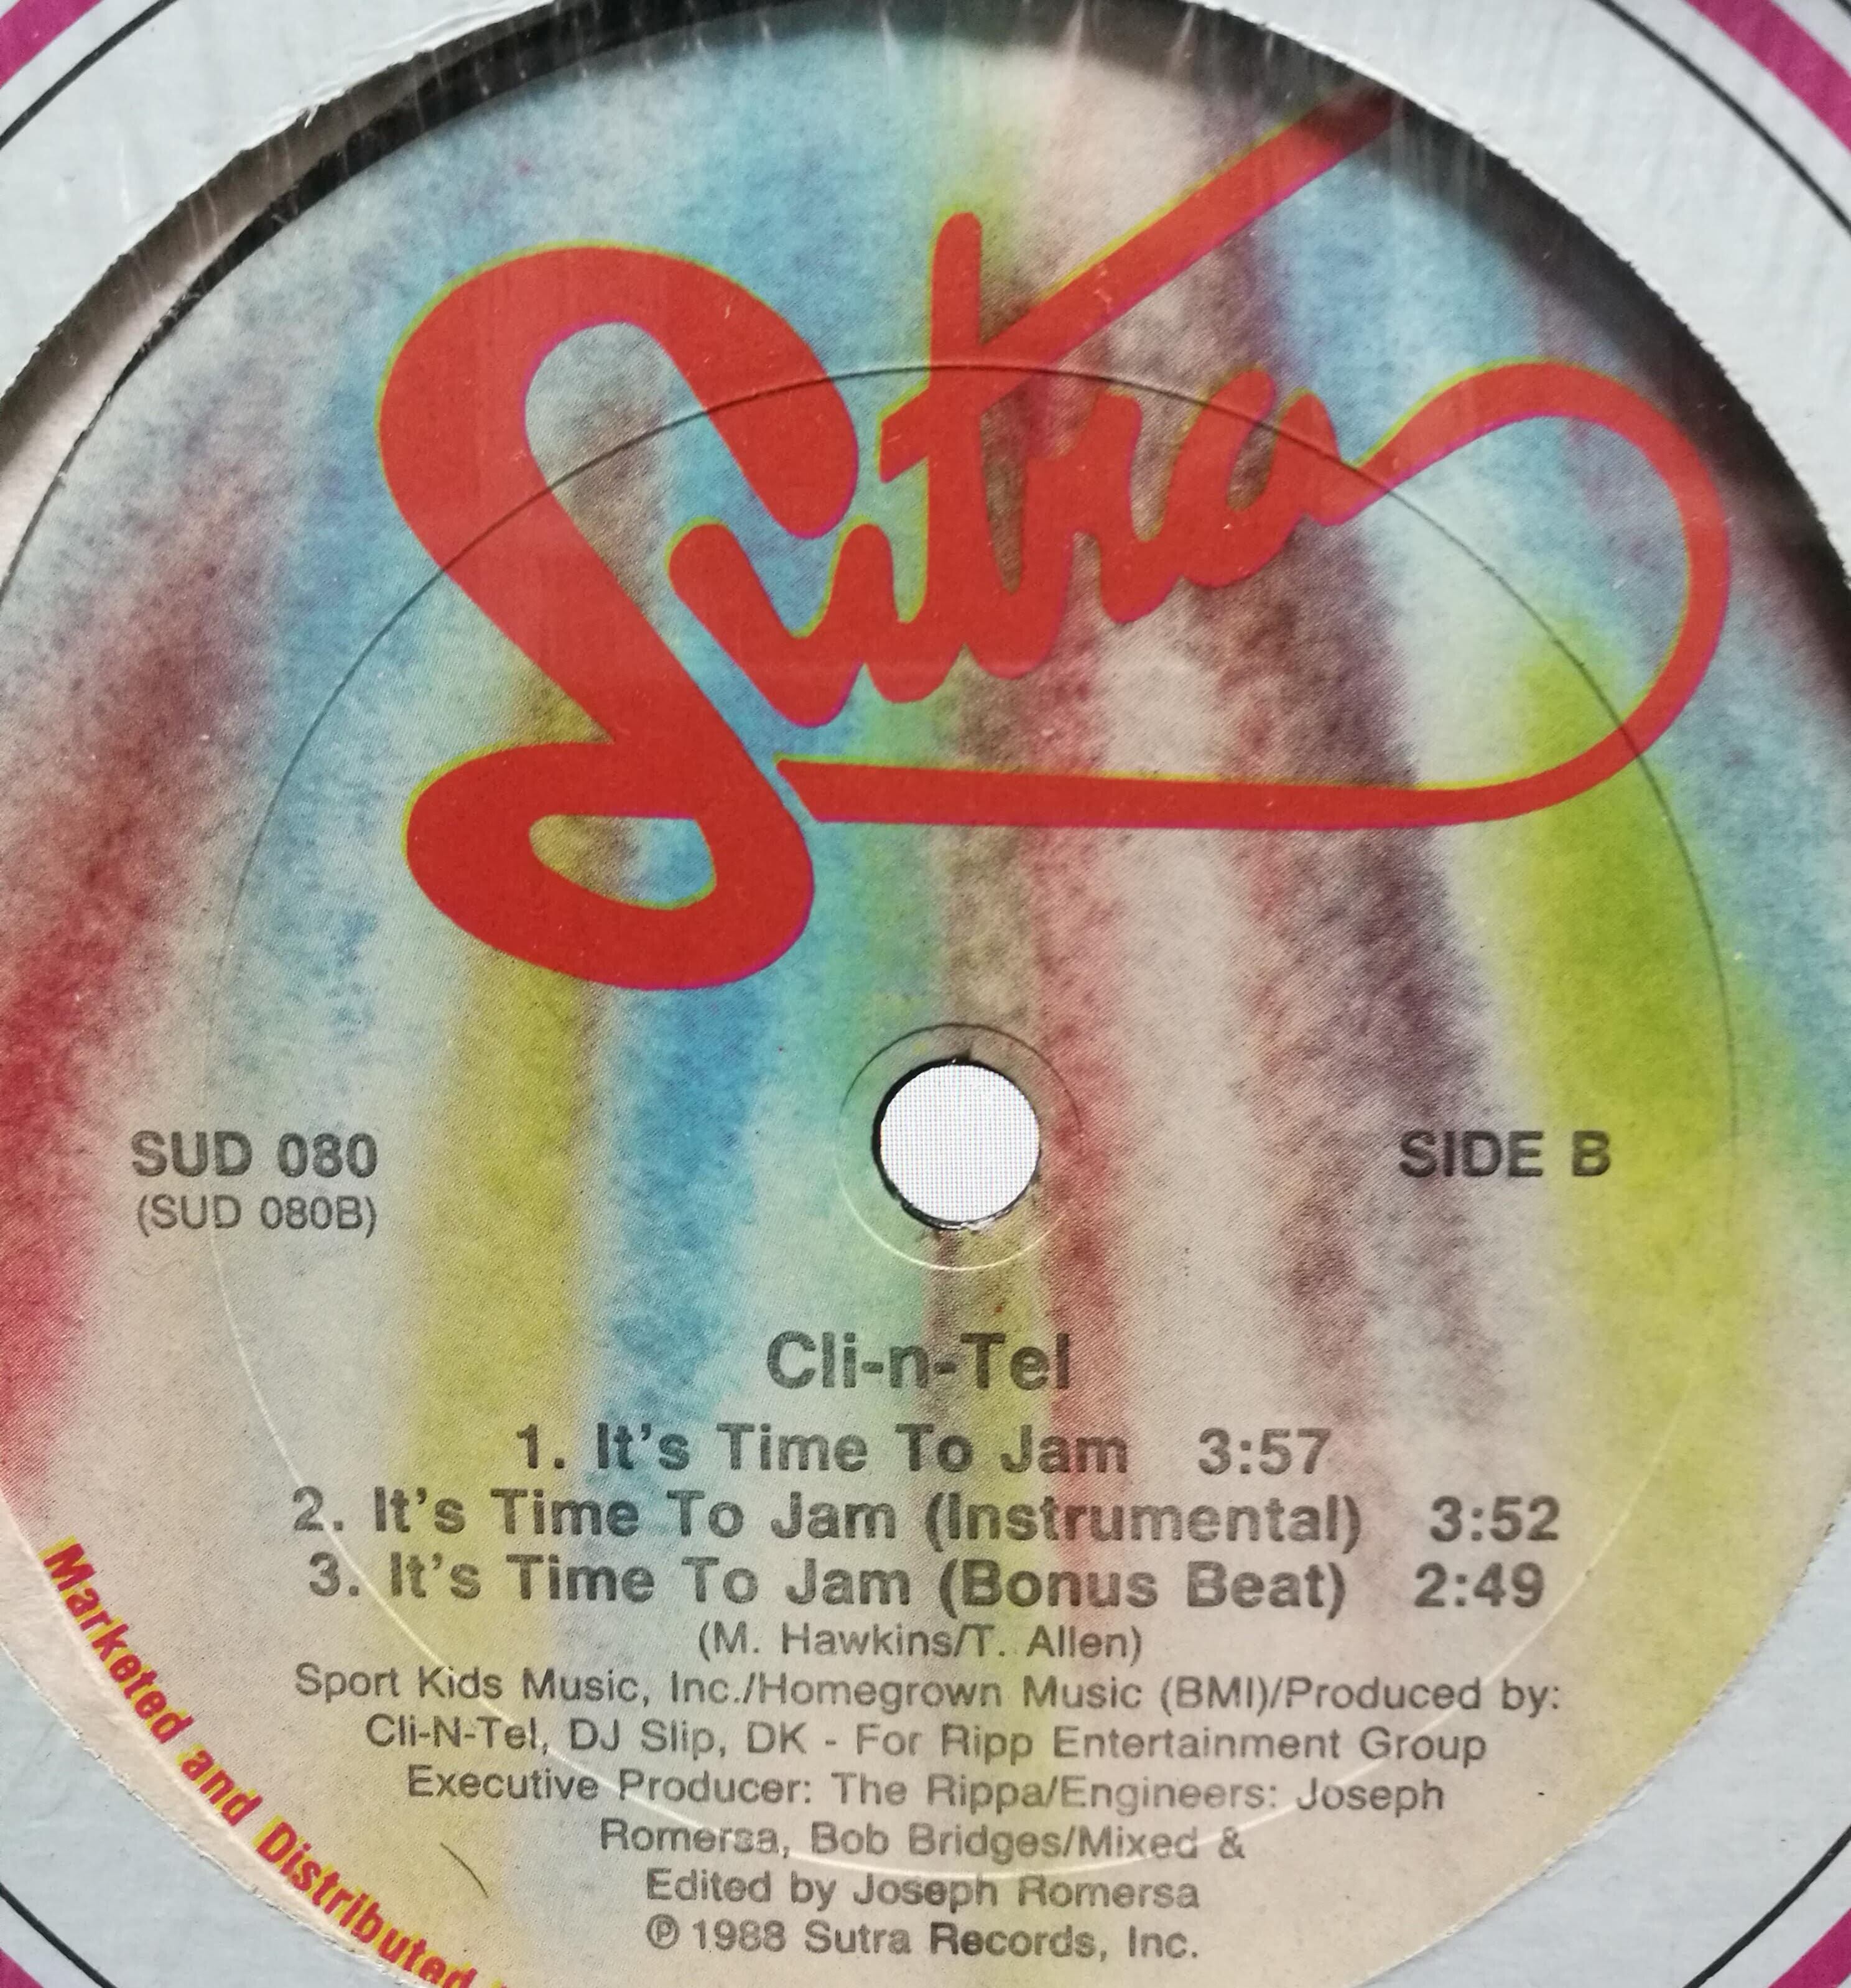 Sutra
SUD 080
(SUD 080B)
SIDE B
Cli-n-Tel
1. It's Time To Jam 3:57
2. It's Time To Jam (Instrumental) 3:52
3. It's Time To Jam (Bonus Beat) 2:49
(M. Hawkins/T. Allen)
Sport Kids Music, Inc./Homegrown Music (BMI)/Produced by:
Cli-N-Tel, DJ Slip, DK - For Ripp Entertainment Group
Executive Producer: The Rippa/Engineers: Joseph
Romersa, Bob Bridges/Mixed &
Edited by Joseph Romersa
℗ 1988 Sutra Records, Inc.
Marketed and Distributed